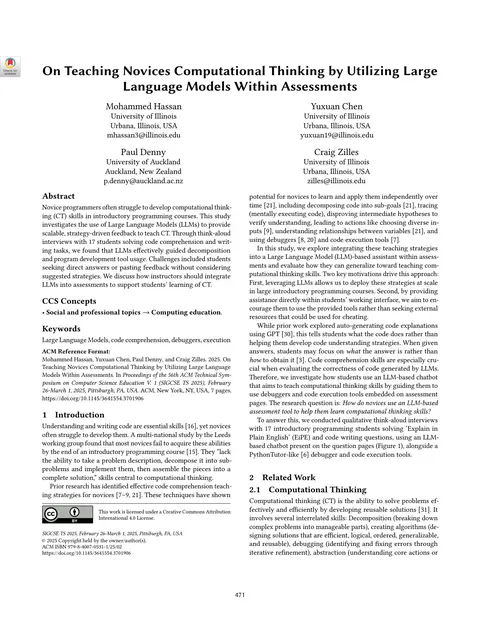 On Teaching Novices Computational Thinking by Utilizing Large
Language Models Within Assessments
Mohammed Hassan
University of Illinois
Urbana, Illinois, USA
mhassan3@illinois.edu
Yuxuan Chen
University of Illinois
Urbana, Illinois, USA
yuxuan19@illinois.edu
Paul Denny
University of Auckland
Auckland, New Zealand
p.denny@auckland.ac.nz
Craig Zilles
University of Illinois
Urbana, Illinois, USA
zilles@illinois.edu
Abstract
Novice programmers often struggle to develop computational think-
ing (CT) skills in introductory programming courses. This study
investigates the use of Large Language Models (LLMs) to provide
scalable, strategy-driven feedback to teach CT. Through think-aloud
interviews with 17 students solving code comprehension and writ-
ing tasks, we found that LLMs effectively guided decomposition
and program development tool usage. Challenges included students
seeking direct answers or pasting feedback without considering
suggested strategies. We discuss how instructors should integrate
LLMs into assessments to support students' learning of CT.
CCS Concepts
• Social and professional topics → Computing education.
Keywords
Large Language Models, code comprehension, debuggers, execution
ACM Reference Format:
Mohammed Hassan, Yuxuan Chen, Paul Denny, and Craig Zilles. 2025. On
Teaching Novices Computational Thinking by Utilizing Large Language
Models Within Assessments. In Proceedings of the 56th ACM Technical Sym-
posium on Computer Science Education V. 1 (SIGCSE TS 2025), February
26-March 1, 2025, Pittsburgh, PA, USA. ACM, New York, NY, USA, 7 pages.
https://doi.org/10.1145/3641554.3701906
1 Introduction
Understanding and writing code are essential skills [16], yet novices
often struggle to develop them. A multi-national study by the Leeds
working group found that most novices fail to acquire these abilities
by the end of an introductory programming course [15]. They "lack
the ability to take a problem description, decompose it into sub-
problems and implement them, then assemble the pieces into a
complete solution," skills central to computational thinking.
Prior research has identified effective code comprehension teach-
ing strategies for novices [7–9, 21]. These techniques have shown
This work is licensed under a Creative Commons Attribution
International 4.0 License.
SIGCSE TS 2025, February 26-March 1, 2025, Pittsburgh, PA, USA
© 2025 Copyright held by the owner/author(s).
ACM ISBN 979-8-4007-0531-1/25/02
https://doi.org/10.1145/3641554.3701906
potential for novices to learn and apply them independently over
time [21], including decomposing code into sub-goals [21], tracing
(mentally executing code), disproving intermediate hypotheses to
verify understanding, leading to actions like choosing diverse in-
puts [9], understanding relationships between variables [21], and
using debuggers [8, 20] and code execution tools [7].
In this study, we explore integrating these teaching strategies
into a Large Language Model (LLM)-based assistant within assess-
ments and evaluate how they can generalize toward teaching com-
putational thinking skills. Two key motivations drive this approach:
First, leveraging LLMs allows us to deploy these strategies at scale
in large introductory programming courses. Second, by providing
assistance directly within students' working interface, we aim to en-
courage them to use the provided tools rather than seeking external
resources that could be used for cheating.
While prior work explored auto-generating code explanations
using GPT [30], this tells students what the code does rather than
helping them develop code understanding strategies. When given
answers, students may focus on what the answer is rather than
how to obtain it [3]. Code comprehension skills are especially cru-
cial when evaluating the correctness of code generated by LLMs.
Therefore, we investigate how students use an LLM-based chatbot
that aims to teach computational thinking skills by guiding them to
use debuggers and code execution tools embedded on assessment
pages. The research question is: How do novices use an LLM-based
assessment tool to help them learn computational thinking skills?
To answer this, we conducted qualitative think-aloud interviews
with 17 introductory programming students solving 'Explain in
Plain English' (EiPE) and code writing questions, using an LLM-
based chatbot present on the question pages (Figure 1), alongside a
PythonTutor-like [6] debugger and code execution tools.
2 Related Work
2.1 Computational Thinking
Computational thinking (CT) is the ability to solve problems ef-
fectively and efficiently by developing reusable solutions [31]. It
involves several interrelated skills: Decomposition (breaking down
complex problems into manageable parts), creating algorithms (de-
signing solutions that are efficient, logical, ordered, generalizable,
and reusable), debugging (identifying and fixing errors through
iterative refinement), abstraction (understanding core actions or
471